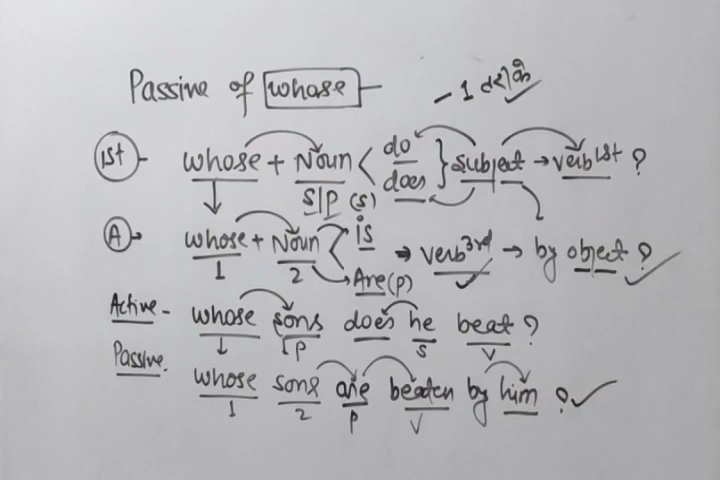 Passive of whose - 1 तरीके
1st - whose + Noun < do does } subject → verb 1st ?
S/P (s)
A → whose + Noun < is Are (p) → verb 3rd → by object ?
1 2
Active - whose sons does he beat ?
P S V
Passive. whose sons are beaten by him ?
1 2 P V